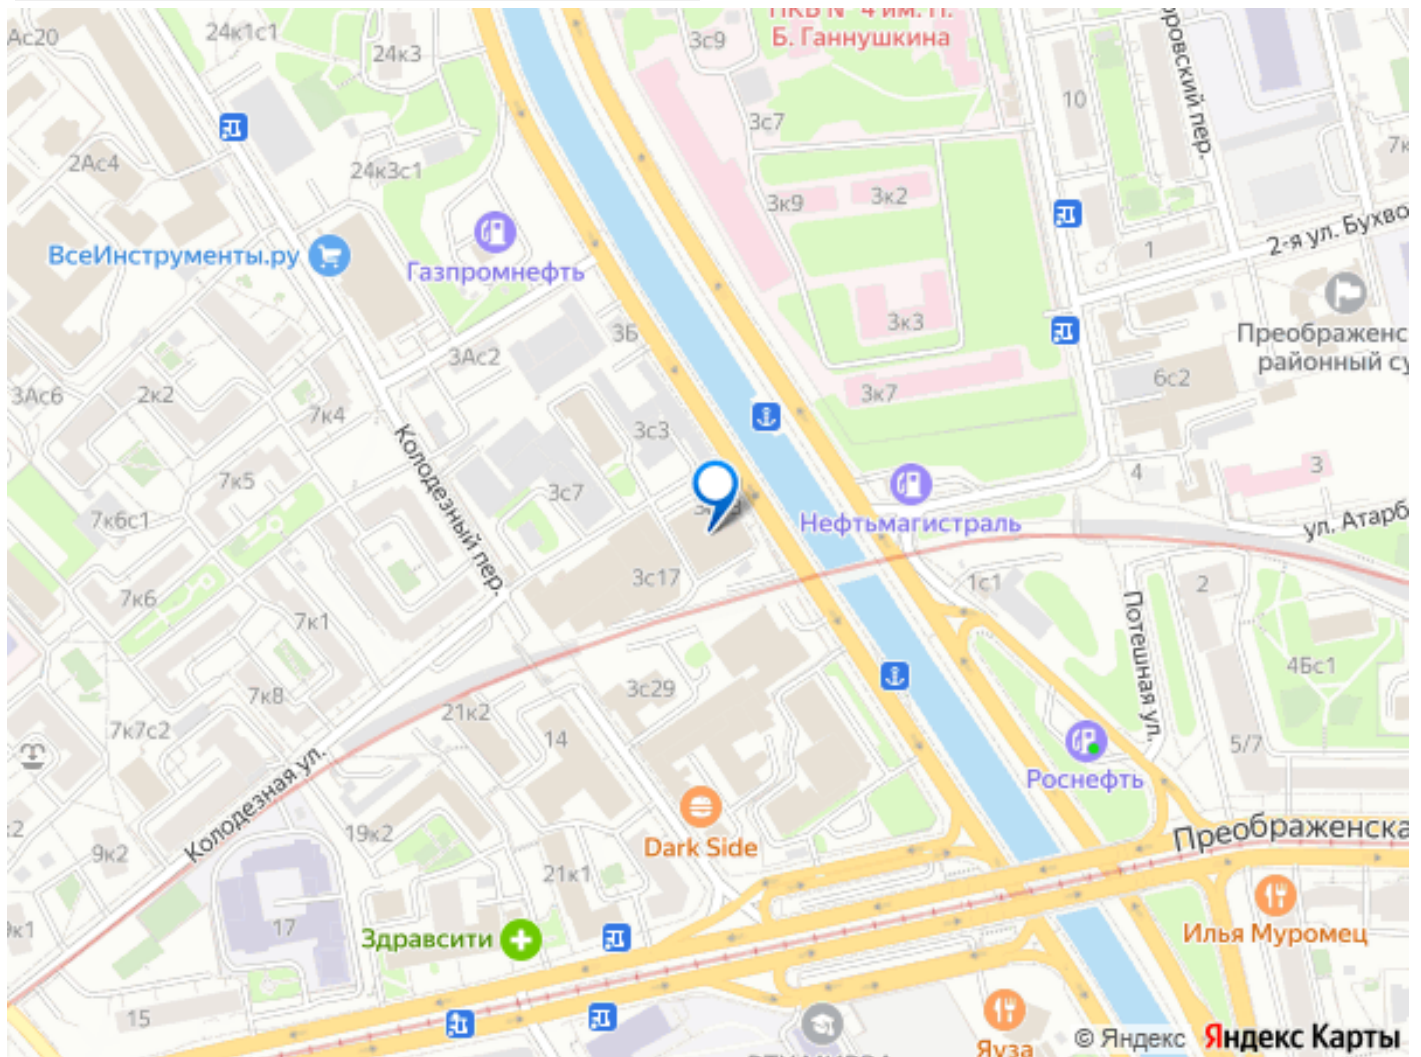 Ас20
24к1с1
24к3
3с9
ПКБ № 4 им. П.
Б. Ганнушкина
10
3с7
7к
2Ас4
24к3с1
3к9
3к2
1
2-я ул. Бухво
ВсеИнструменты.ру
Газпромнефть
3Б
3к3
Преображенс
районный су
3Ас2
3Ас6
2к2
7к4
3к7
6с2
3с3
Колодезный пер.
7к5
3с7
4
3
7к6с1
Нефтьмагистраль
ул. Атарб
3с17
1с1
2
7к6
7к1
Потешная ул.
4Бс1
7к8
3с29
21к2
7к7с2
14
5/7
Роснефть
Колодезная ул.
19к2
9к2
Dark Side
Преображенска
21к1
17
Здравсити
Илья Муромец
15
Яуза
© Яндекс Яндекс Карты